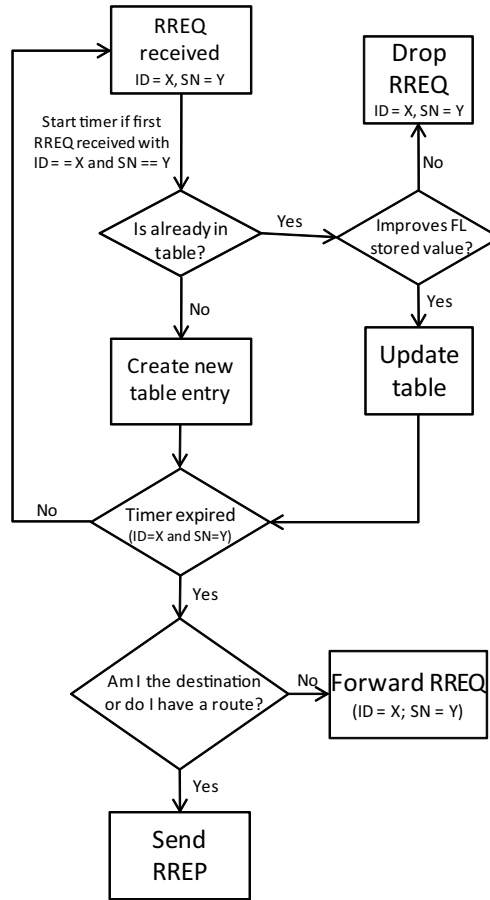 RREQ
received
ID = X, SN = Y
Drop
RREQ
ID = X, SN = Y
Start timer if first
RREQ received with
ID = = X and SN == Y
No
Is already in
table?
Yes
Improves FL
stored value?
No
Yes
Create new
table entry
Update
table
No
Timer expired
(ID=X and SN=Y)
Yes
Am I the destination
or do I have a route?
No
Forward RREQ
(ID = X; SN = Y)
Yes
Send
RREP